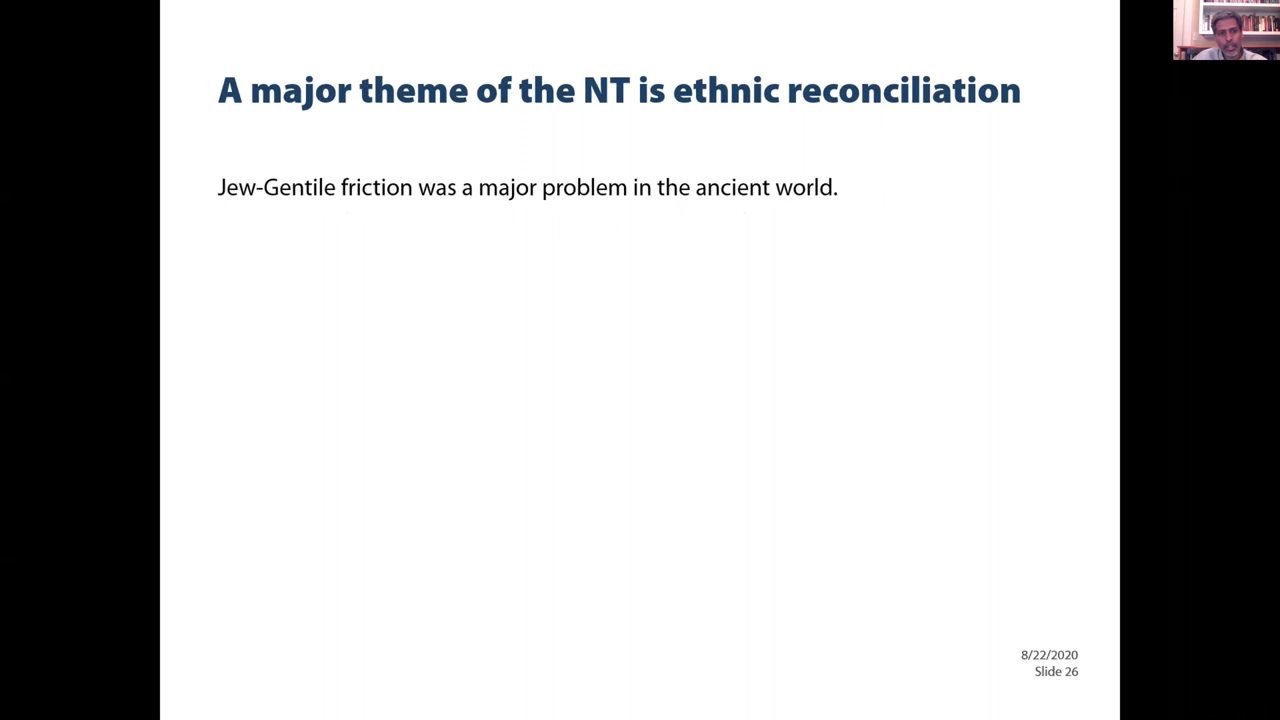 A major theme of the NT is ethnic reconciliation
Jew-Gentile friction was a major problem in the ancient world.
8/22/2020
Slide 26